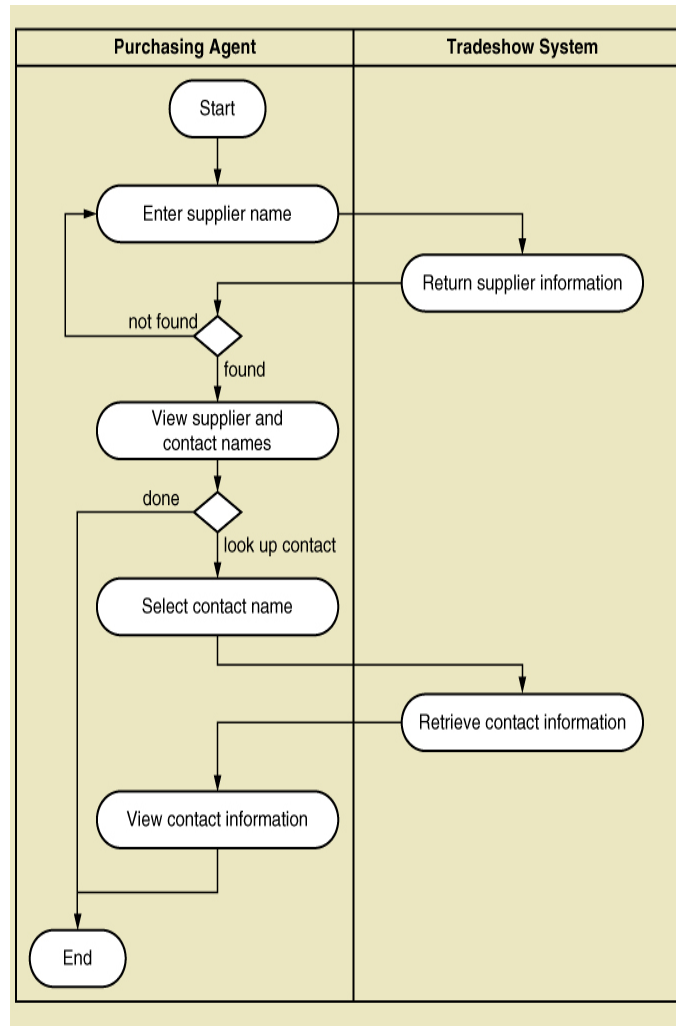 Purchasing Agent
Tradeshow System
Start
Enter supplier name
Return supplier information
not found
found
View supplier and
contact names
done
look up contact
Select contact name
Retrieve contact information
View contact information
End